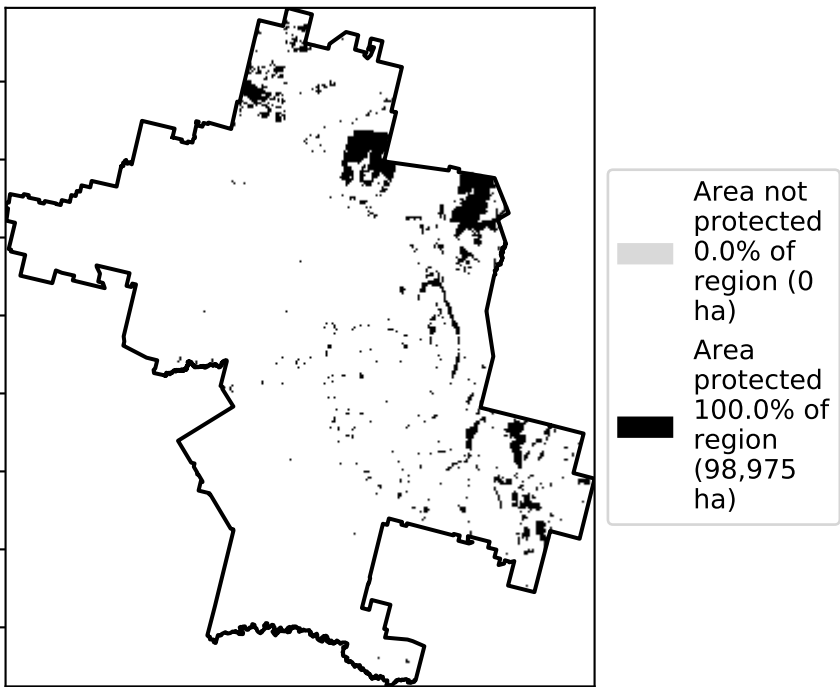 Area not
protected
0.0% of
region (0
ha)
Area
protected
100.0% of
region
(98,975
ha)